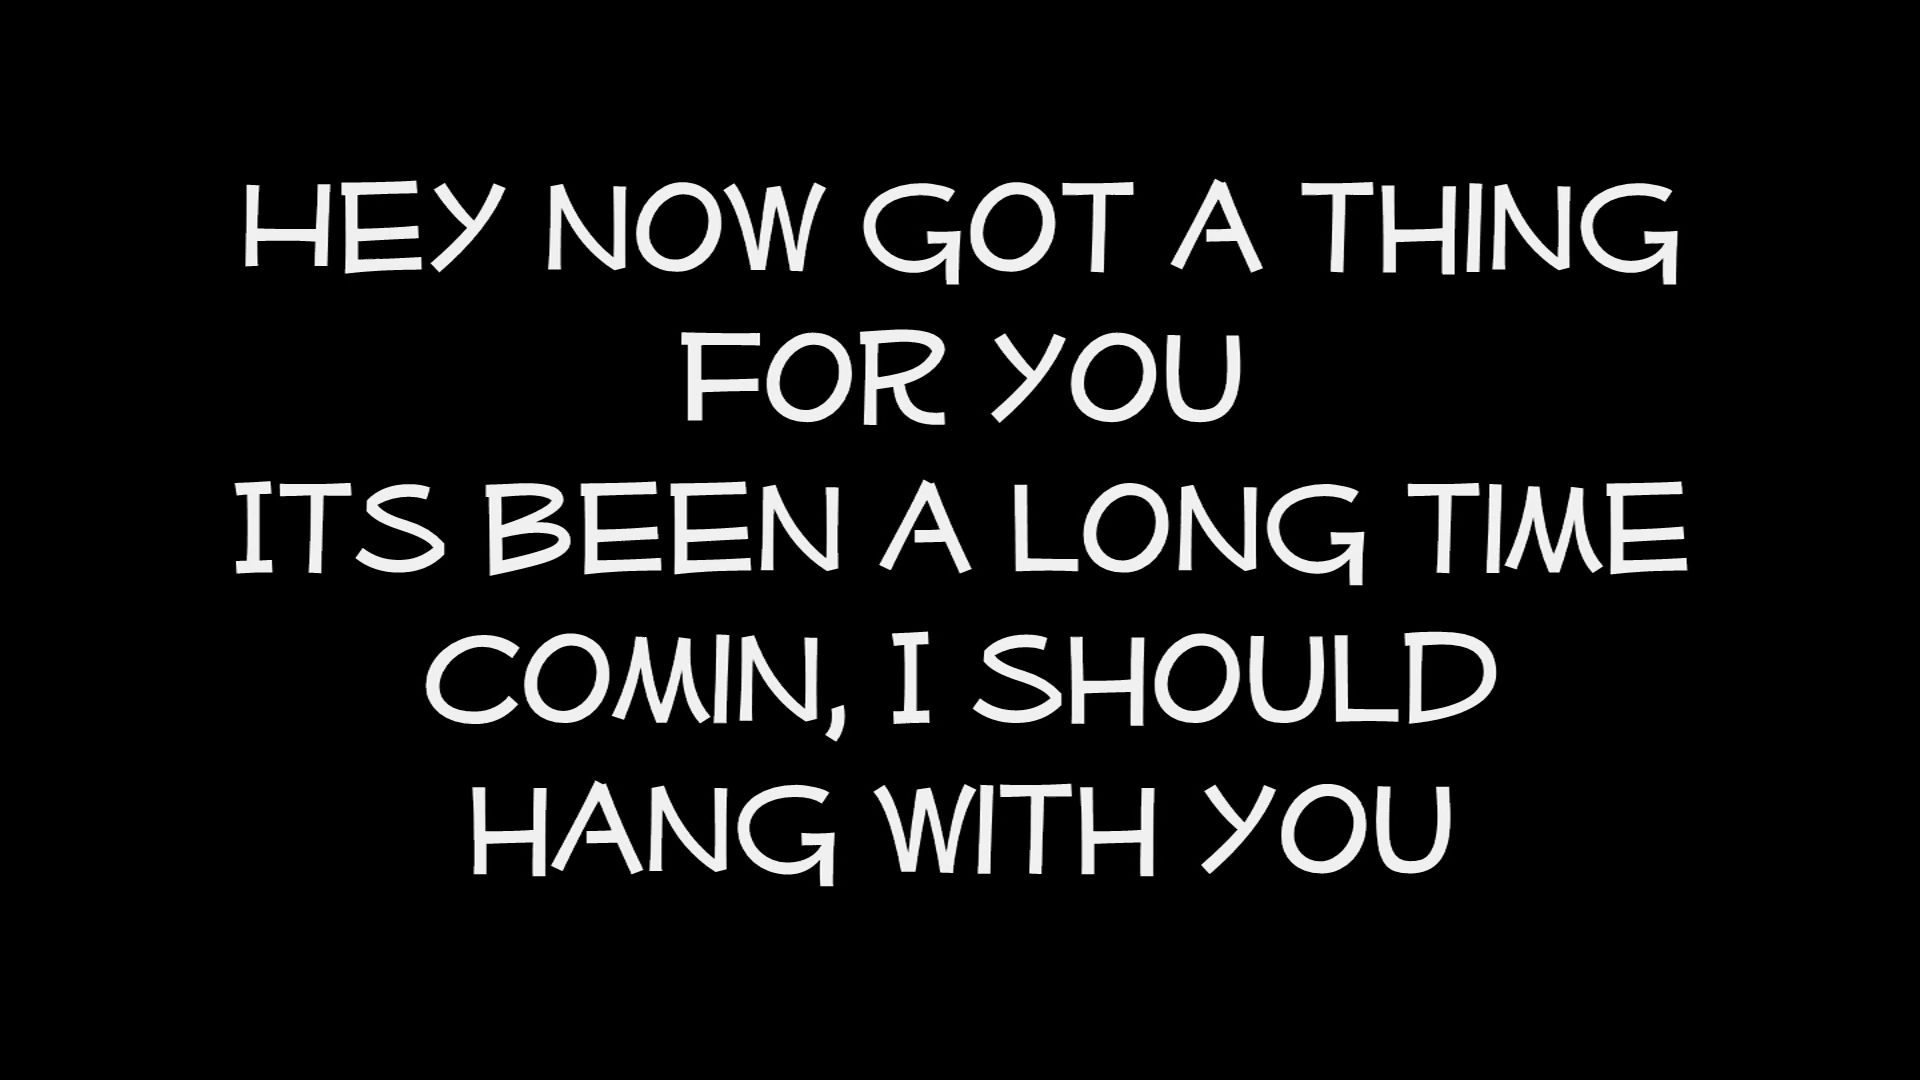 HEY NOW GOT A THING
FOR YOU
ITS BEEN A LONG TIME
COMIN, I SHOULD
HANG WITH YOU